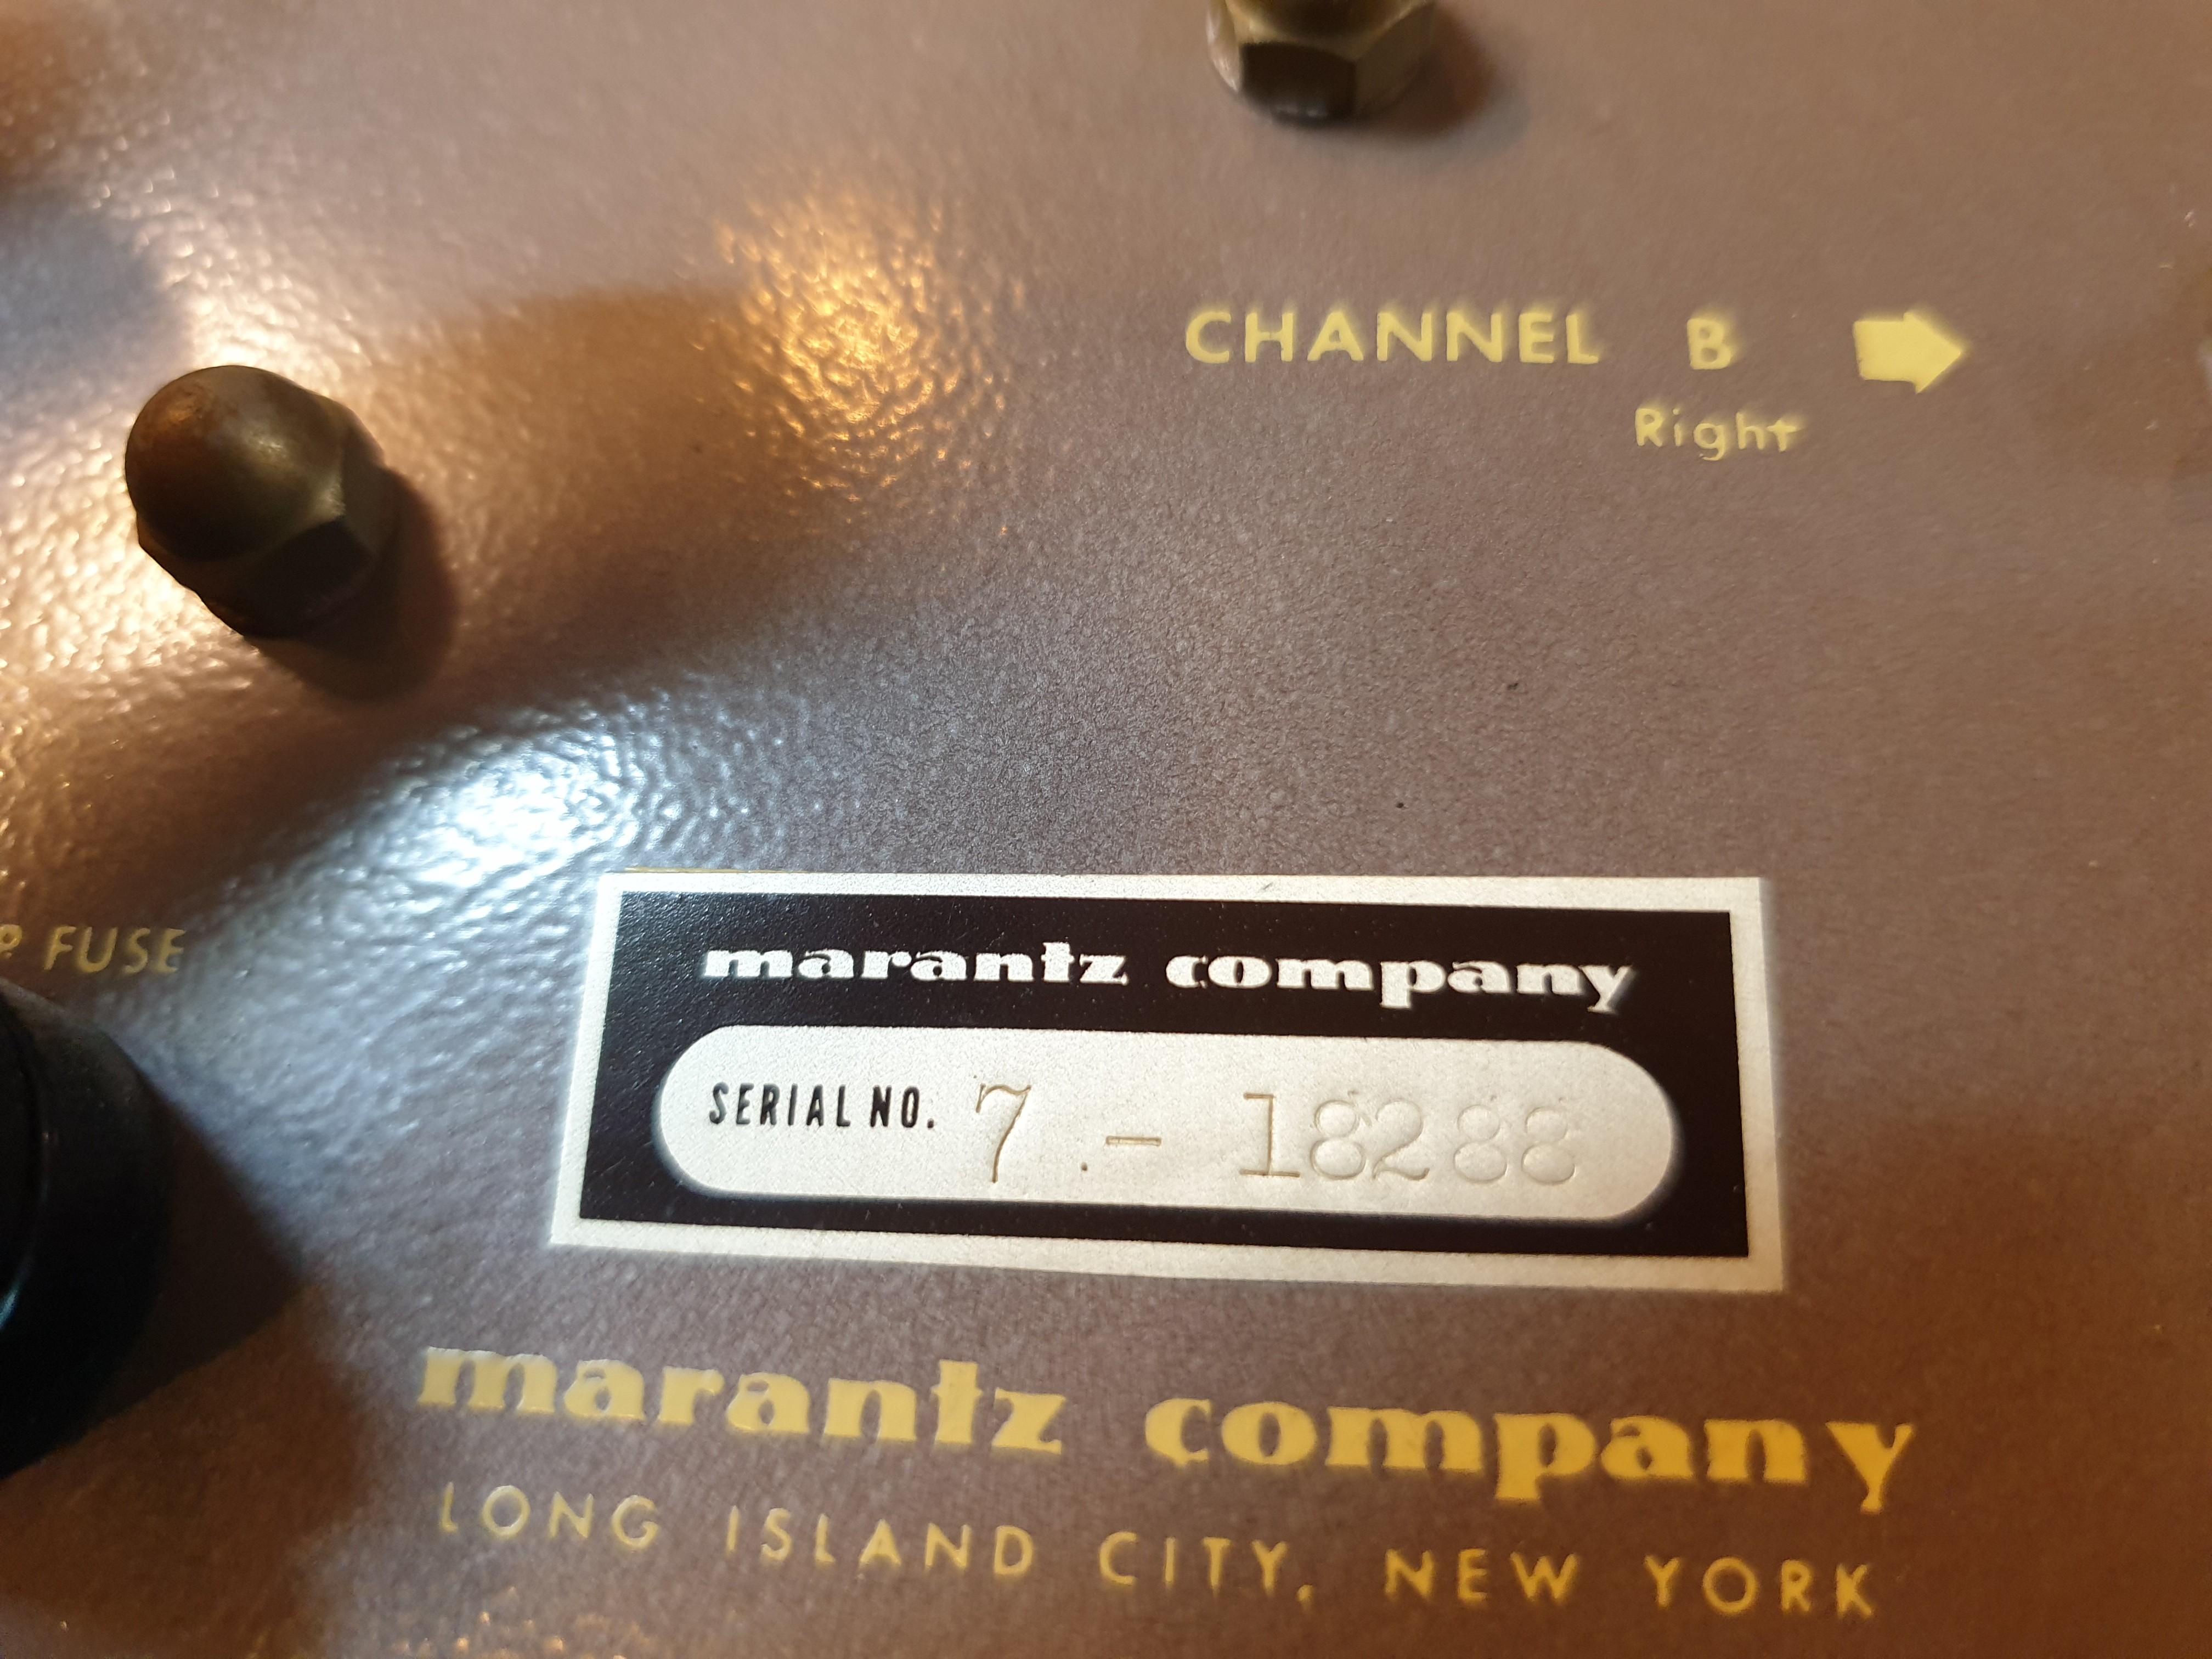 CHANNEL B
Right
FUSE
marantz company
SERIAL NO. 7.- 18288
marantz company
LONG ISLAND CITY, NEW YORK